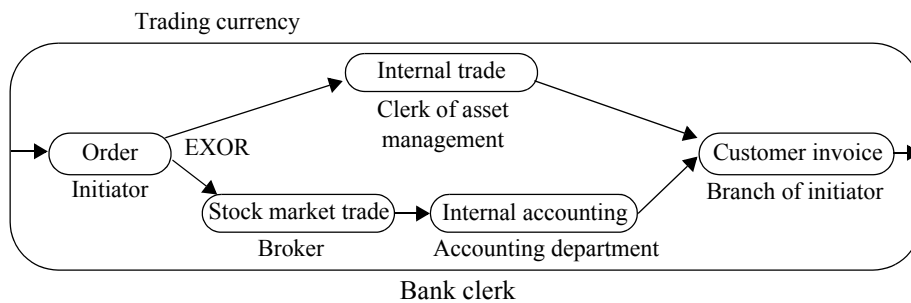 Trading currency
Internal trade
Clerk of asset
management
Order
EXOR
Initiator
Customer invoice
Branch of initiator
Stock market trade
Internal accounting
Broker
Accounting department
Bank clerk